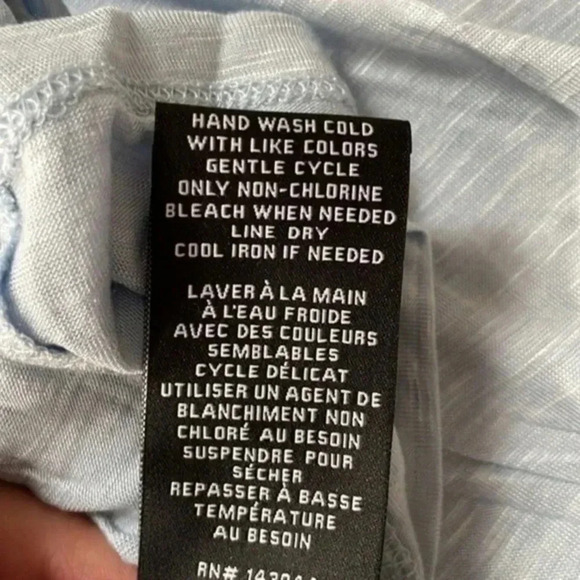 HAND WASH COLD
WITH LIKE COLORS
GENTLE CYCLE
ONLY NON-CHLORINE
BLEACH WHEN NEEDED
LINE DRY
COOL IRON IF NEEDED
LAVER À LA MAIN
À L'EAU FROIDE
AVEC DES COULEURS
SEMBLABLES
CYCLE DÉLICAT
UTILISER UN AGENT DE
BLANCHIMENT NON
CHLORÉ AU BESOIN
SUSPENDRE POUR
SÉCHER
REPASSER À BASSE
TEMPÉRATURE
AU BESOIN
RN#